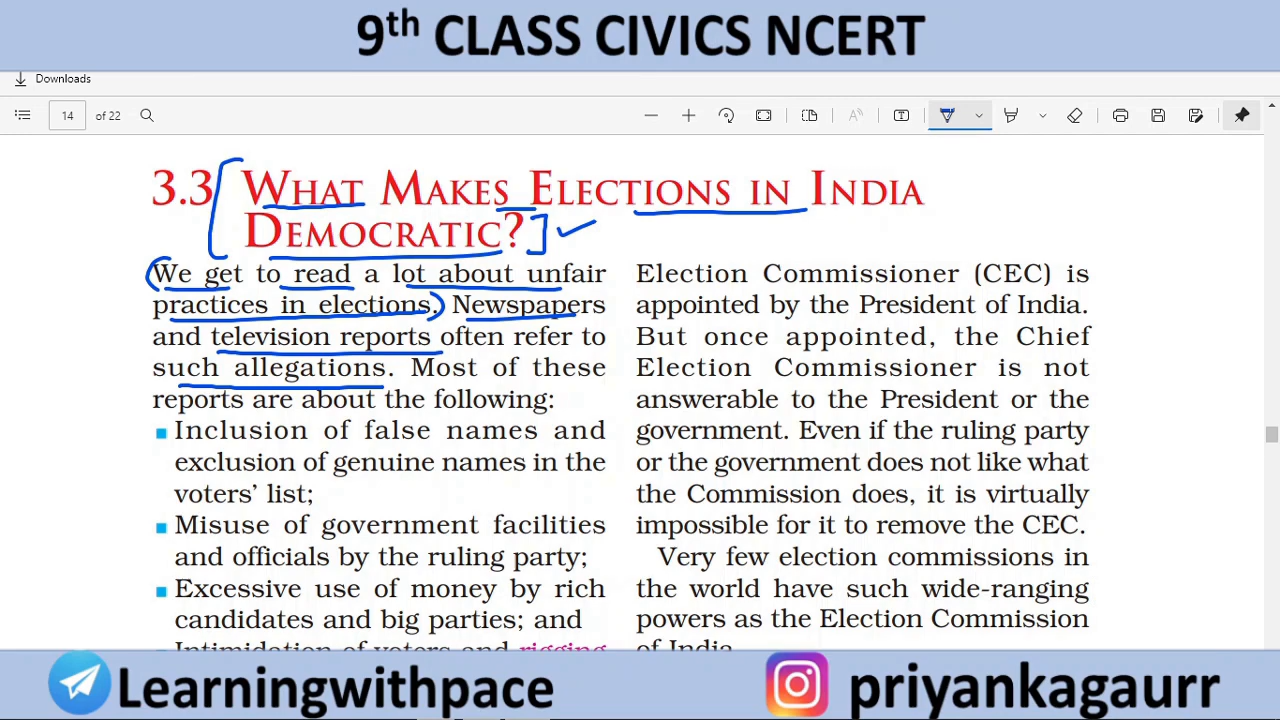 9th CLASS CIVICS NCERT
Downloads
14 of 22
3.3 WHAT MAKES ELECTIONS IN INDIA
DEMOCRATIC?
We get to read a lot about unfair
practices in elections. Newspapers
and television reports often refer to
such allegations. Most of these
reports are about the following:
Inclusion of false names and
exclusion of genuine names in the
voters' list;
Misuse of government facilities
and officials by the ruling party;
Excessive use of money by rich
candidates and big parties; and
Intimidation of voters and rigging
Election Commissioner (CEC) is
appointed by the President of India.
But once appointed, the Chief
Election Commissioner is not
answerable to the President or the
government. Even if the ruling party
or the government does not like what
the Commission does, it is virtually
impossible for it to remove the CEC.
Very few election commissions in
the world have such wide-ranging
powers as the Election Commission
of India.
Learningwithpace
priyankagaurr